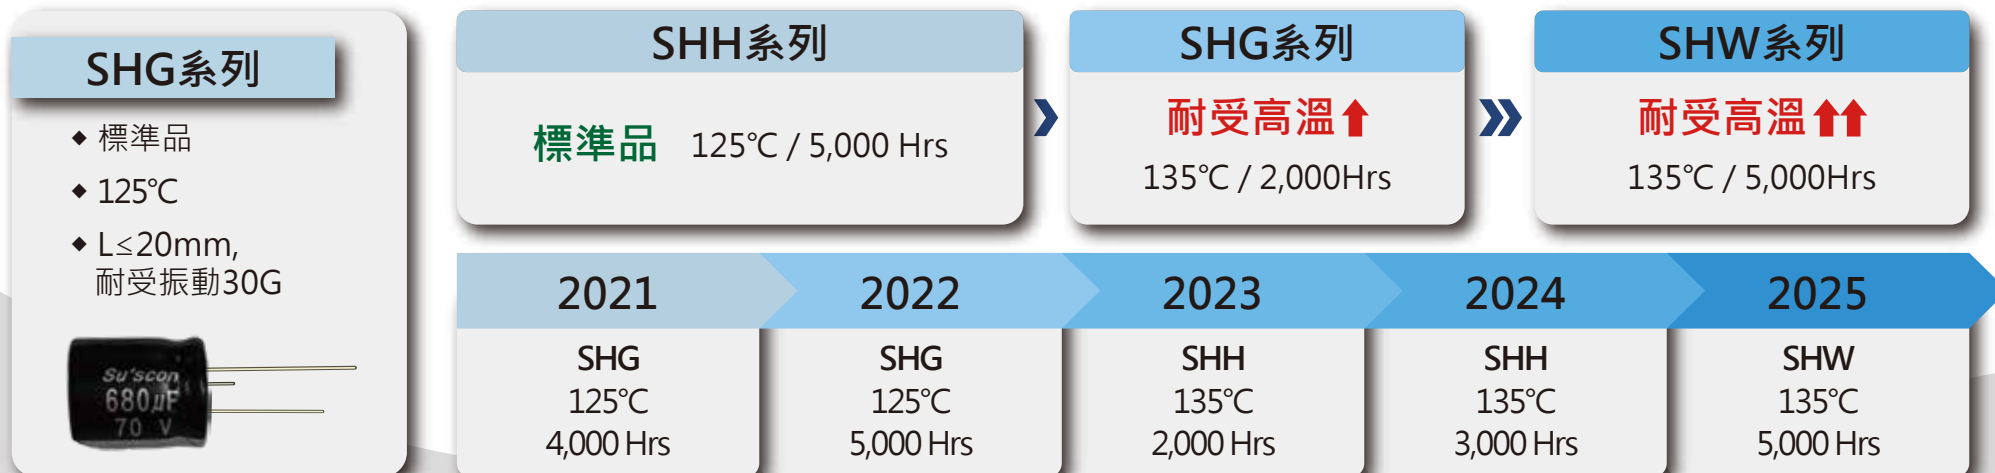 SHG系列
◆ 標準品
◆ 125℃
◆ L≤20mm,
耐受振動30G
Su'scon
680μF
70 V
SHH系列
標準品 125℃ / 5,000 Hrs
SHG系列
耐受高溫⬆
135℃ / 2,000Hrs
SHW系列
耐受高溫⬆⬆
135℃ / 5,000Hrs
2021
SHG
125℃
4,000 Hrs
2022
SHG
125℃
5,000 Hrs
2023
SHH
135℃
2,000 Hrs
2024
SHH
135℃
3,000 Hrs
2025
SHW
135℃
5,000 Hrs